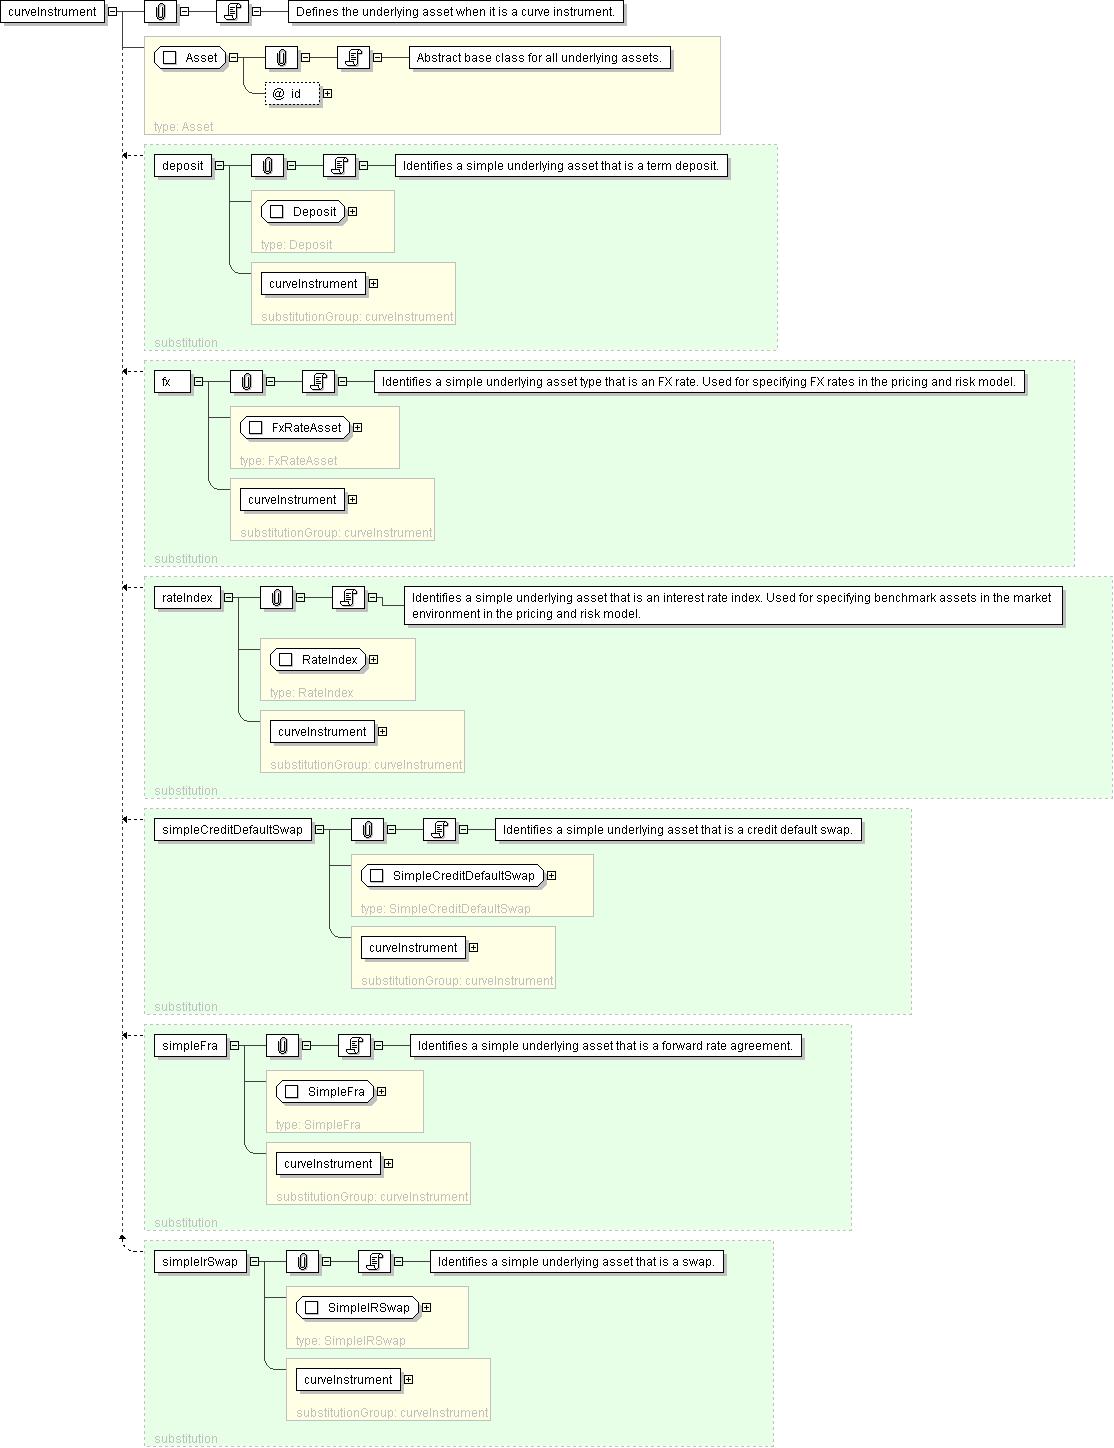 curveInstrument
Defines the underlying asset when it is a curve instrument.
Asset
Abstract base class for all underlying assets.
@ id
type: Asset
deposit
Identifies a simple underlying asset that is a term deposit.
Deposit
type: Deposit
curveInstrument
substitutionGroup: curveInstrument
substitution
fx
Identifies a simple underlying asset type that is an FX rate. Used for specifying FX rates in the pricing and risk model.
FxRateAsset
type: FxRateAsset
curveInstrument
substitutionGroup: curveInstrument
substitution
rateIndex
Identifies a simple underlying asset that is an interest rate index. Used for specifying benchmark assets in the market
environment in the pricing and risk model.
RateIndex
type: RateIndex
curveInstrument
substitutionGroup: curveInstrument
substitution
simpleCreditDefaultSwap
Identifies a simple underlying asset that is a credit default swap.
SimpleCreditDefaultSwap
type: SimpleCreditDefaultSwap
curveInstrument
substitutionGroup: curveInstrument
substitution
simpleFra
Identifies a simple underlying asset that is a forward rate agreement.
SimpleFra
type: SimpleFra
curveInstrument
substitutionGroup: curveInstrument
substitution
simpleIrSwap
Identifies a simple underlying asset that is a swap.
SimpleIRSwap
type: SimpleIRSwap
curveInstrument
substitutionGroup: curveInstrument
substitution